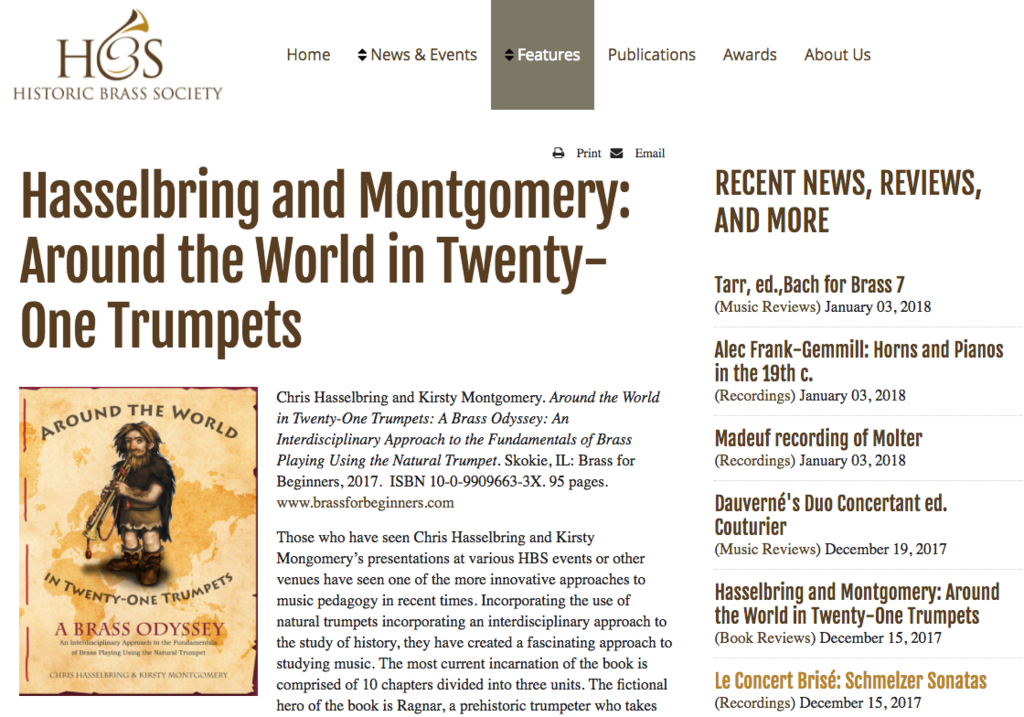 HBS
HISTORIC BRASS SOCIETY
Home
News & Events
Features
Publications
Awards
About Us
Print
Email
Hasselbring and Montgomery:
Around the World in Twenty-
One Trumpets
AROUND THE WORLD
IN TWENTY-ONE TRUMPETS
A BRASS ODYSSEY
An Interdisciplinary Approach to the Fundamentals
of Brass Playing Using the Natural Trumpet
CHRIS HASSELBRING & KIRSTY MONTGOMERY
Chris Hasselbring and Kirsty Montgomery. Around the World
in Twenty-One Trumpets: A Brass Odyssey: An
Interdisciplinary Approach to the Fundamentals of Brass
Playing Using the Natural Trumpet. Skokie, IL: Brass for
Beginners, 2017. ISBN 10-0-9909663-3X. 95 pages.
www.brassforbeginners.com
Those who have seen Chris Hasselbring and Kirsty
Mongomery’s presentations at various HBS events or other
venues have seen one of the more innovative approaches to
music pedagogy in recent times. Incorporating the use of
natural trumpets incorporating an interdisciplinary approach to
the study of history, they have created a fascinating approach to
studying music. The most current incarnation of the book is
comprised of 10 chapters divided into three units. The fictional
hero of the book is Ragnar, a prehistoric trumpeter who takes
RECENT NEWS, REVIEWS,
AND MORE
Tarr, ed.,Bach for Brass 7
(Music Reviews) January 03, 2018
Alec Frank-Gemmill: Horns and Pianos
in the 19th c.
(Recordings) January 03, 2018
Madeuf recording of Molter
(Recordings) January 03, 2018
Dauverné's Duo Concertant ed.
Couturier
(Music Reviews) December 19, 2017
Hasselbring and Montgomery: Around
the World in Twenty-One Trumpets
(Book Reviews) December 15, 2017
Le Concert Brisé: Schmelzer Sonatas
(Recordings) December 15, 2017